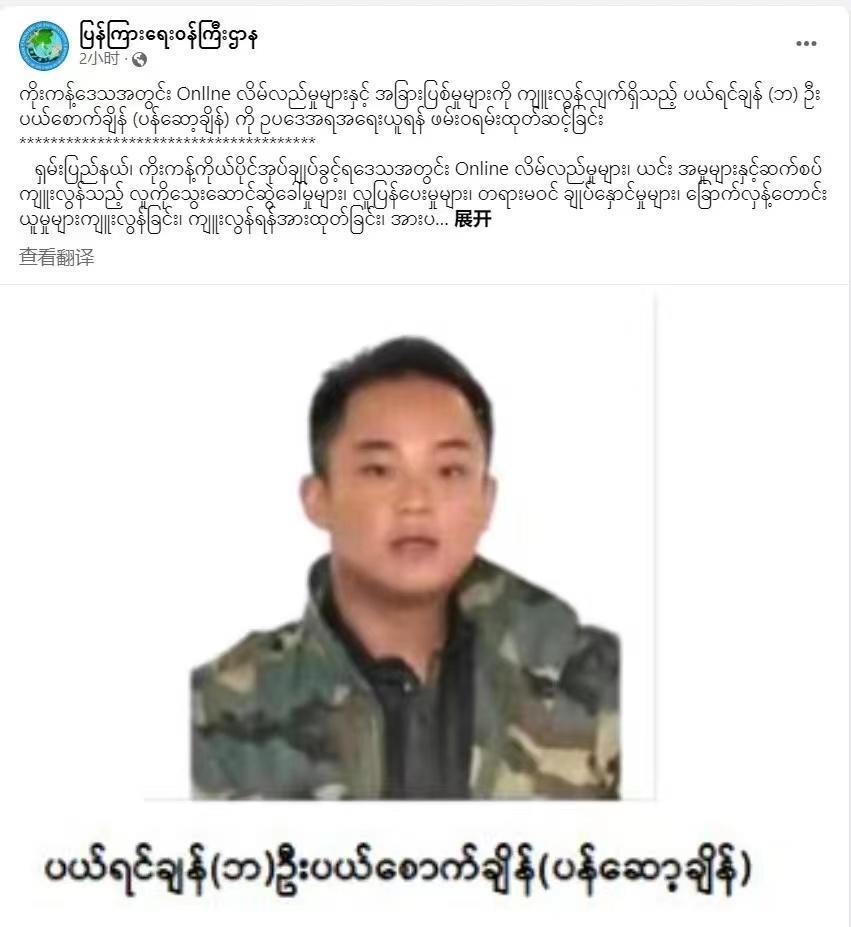 ပြန်ကြားရေးဝန်ကြီးဌာန
2小时 ·
ကိုးကန့်ဒေသအတွင်း Online လိမ်လည်မှုများနှင့် အခြားပြစ်မှုများကို ကျူးလွန်လျက်ရှိသည့် ပယ်ရင်ချန် (ဘ) ဦး
ပယ်စောက်ချိန် (ပန်ဆော့ချိန်) ကို ဥပဒေအရအရေးယူရန် ဖမ်းဝရမ်းထုတ်ဆင့်ခြင်း
**************************************
ရှမ်းပြည်နယ်၊ ကိုးကန့်ကိုယ်ပိုင်အုပ်ချုပ်ခွင့်ရဒေသအတွင်း Online လိမ်လည်မှုများ၊ ယင်း အမှုများနှင့်ဆက်စပ်
ကျူးလွန်သည့် လူကိုသွေးဆောင်ဆွဲခေါ်မှုများ၊ လူပြန်ပေးမှုများ၊ တရားမဝင် ချုပ်နှောင်မှုများ၊ ခြောက်လှန့်တောင်း
ယူမှုများကျူးလွန်ခြင်း၊ ကျူးလွန်ရန်အားထုတ်ခြင်း၊ အားပ... 展开
查看翻译
ပယ်ရင်ချန်(ဘ)ဦးပယ်စောက်ချိန်(ပန်ဆော့ချိန်)